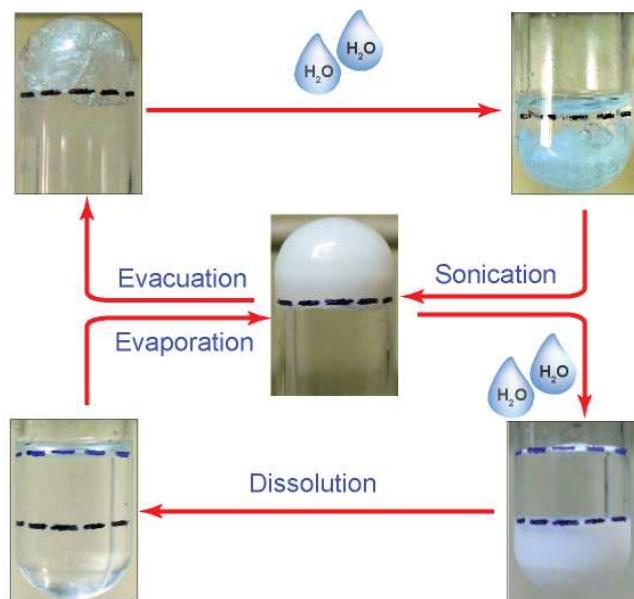 H₂O
H₂O
Evacuation
Sonication
Evaporation
H₂O
H₂O
Dissolution